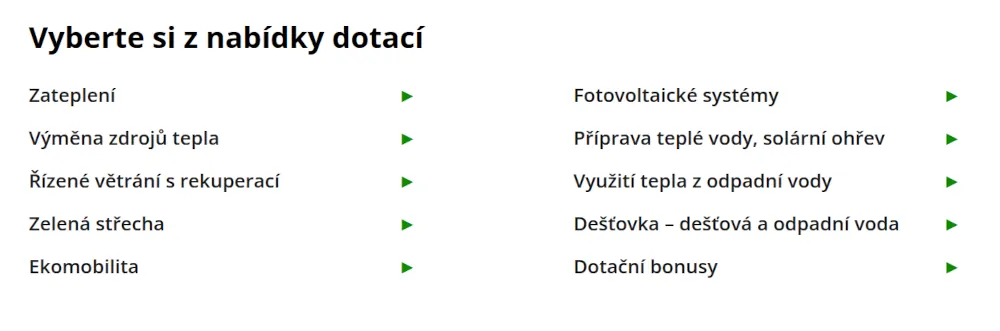 Vyberte si z nabídky dotací
Zateplení
Výměna zdrojů tepla
Řízené větrání s rekuperací
Zelená střecha
Ekomobilita
Fotovoltaické systémy
Příprava teplé vody, solární ohřev
Využití tepla z odpadní vody
Dešťovka – dešťová a odpadní voda
Dotační bonusy